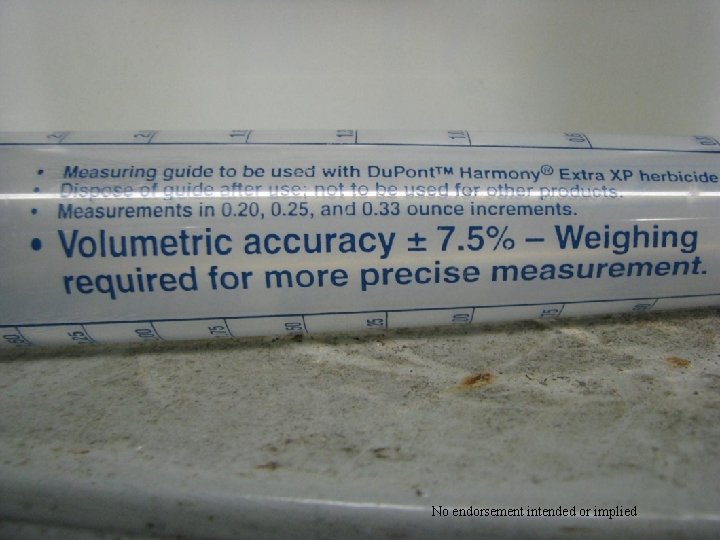 • Measuring guide to be used with DuPont™ Harmony® Extra XP herbicide
• Dispose of guide after use; not to be used for other products.
• Measurements in 0.20, 0.25, and 0.33 ounce increments.
• Volumetric accuracy ± 7.5% – Weighing
required for more precise measurement.
No endorsement intended or implied